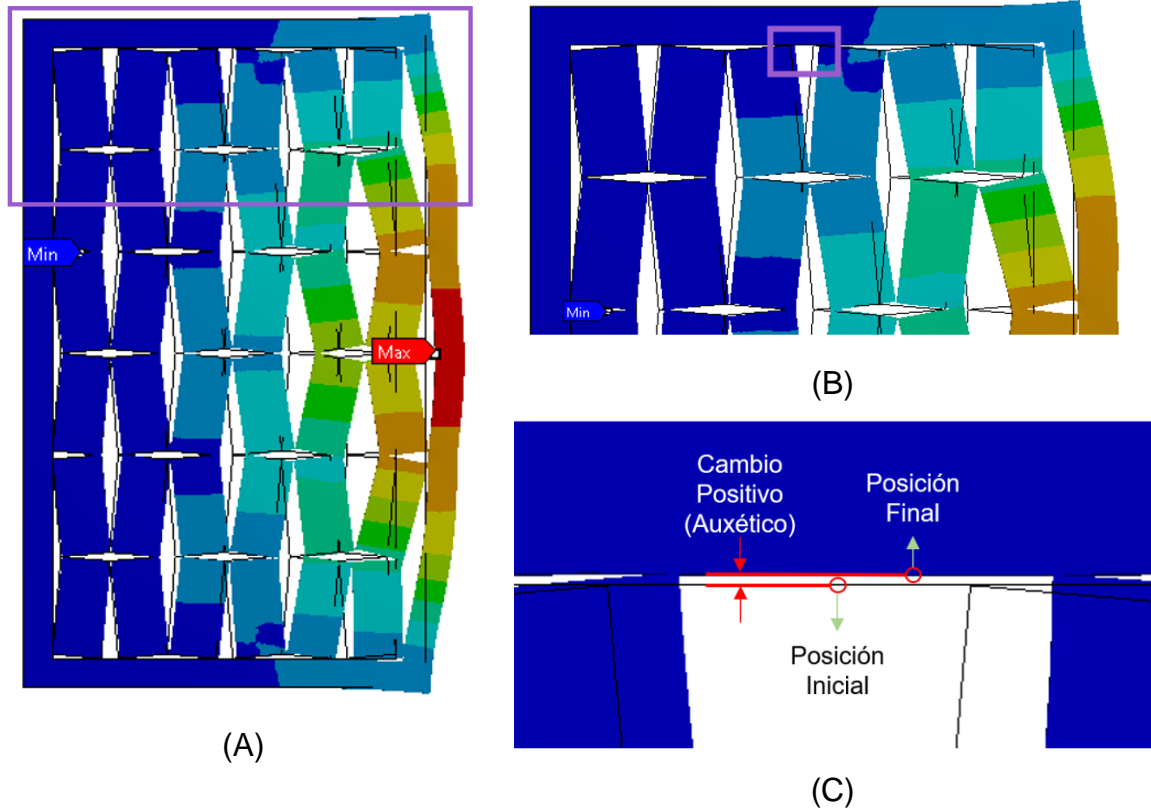 Min
Max
(A)
Min
(B)
Cambio
Positivo
(Auxético)
Posición
Final
Posición
Inicial
(C)